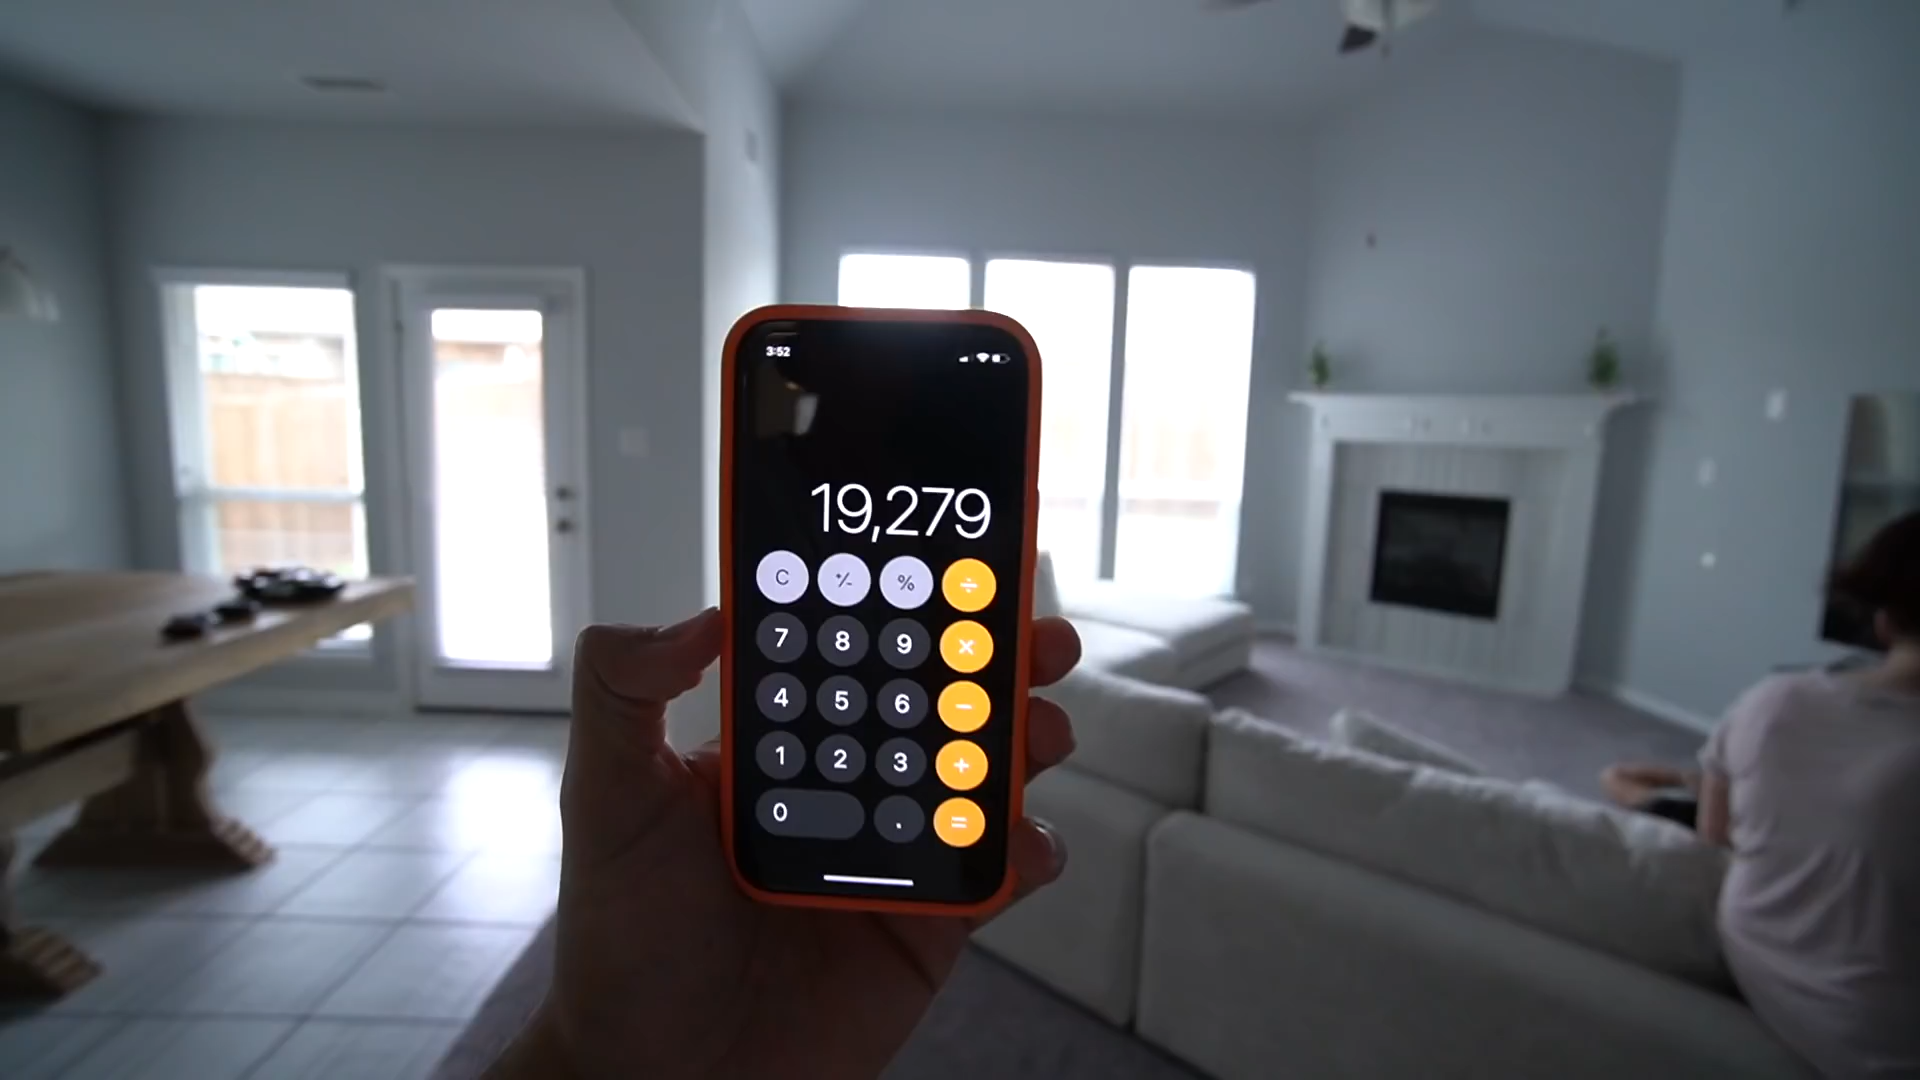 3:52
19,279
C +/- % ÷
7 8 9 ×
4 5 6 −
1 2 3 +
0 . =